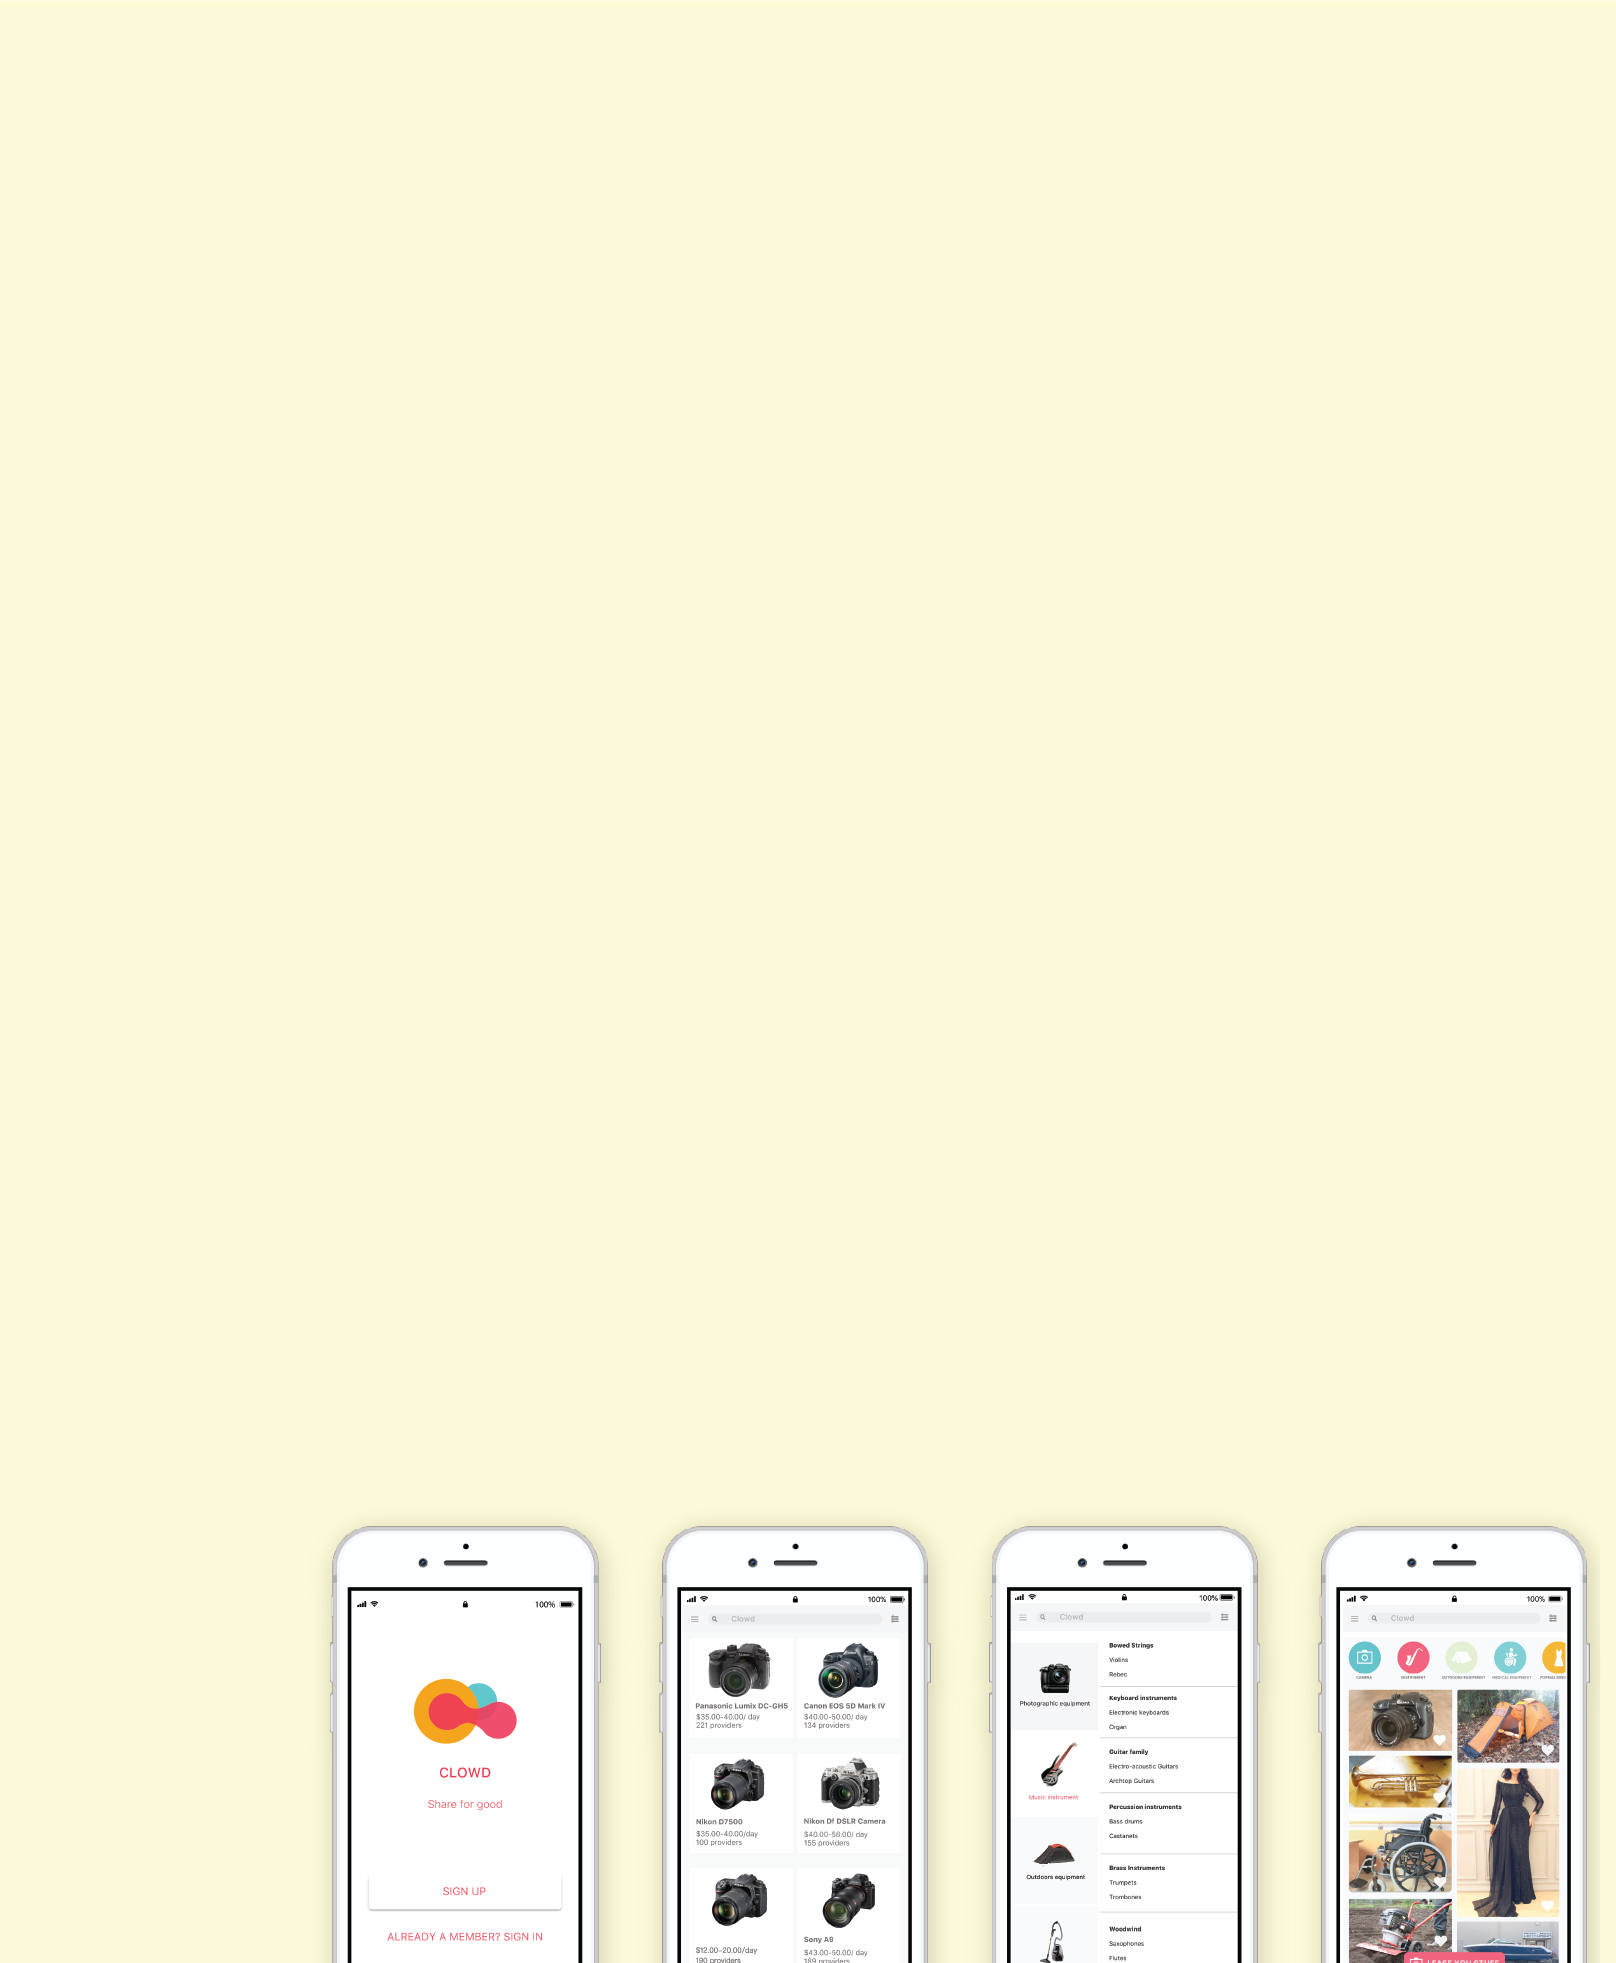 100%
CLOWD
Share for good
SIGN UP
ALREADY A MEMBER? SIGN IN
100%
Clowd
Panasonic Lumix DC-GH5
$35.00-40.00/ day
221 providers
Canon EOS 5D Mark IV
$40.00-50.00/ day
134 providers
Nikon D7500
$35.00-40.00/day
100 providers
Nikon Df DSLR Camera
$40.00-58.00/ day
155 providers
$12.00-20.00/day
190 providers
Sony A9
$43.00-50.00/ day
189 providers
100%
Clowd
Photographic equipment
Music instrument
Outdoors equipment
Bowed Strings
Violins
Rebec
Keyboard instruments
Electronic keyboards
Organ
Guitar family
Electro-acoustic Guitars
Archtop Guitars
Percussion instruments
Bass drums
Castanets
Brass Instruments
Trumpets
Trombones
Woodwind
Saxophones
Flutes
100%
Clowd
CAMERA
INSTRUMENT
OUTDOORS EQUIPMENT
MEDICAL EQUIPMENT
LEASE YOU STUFF